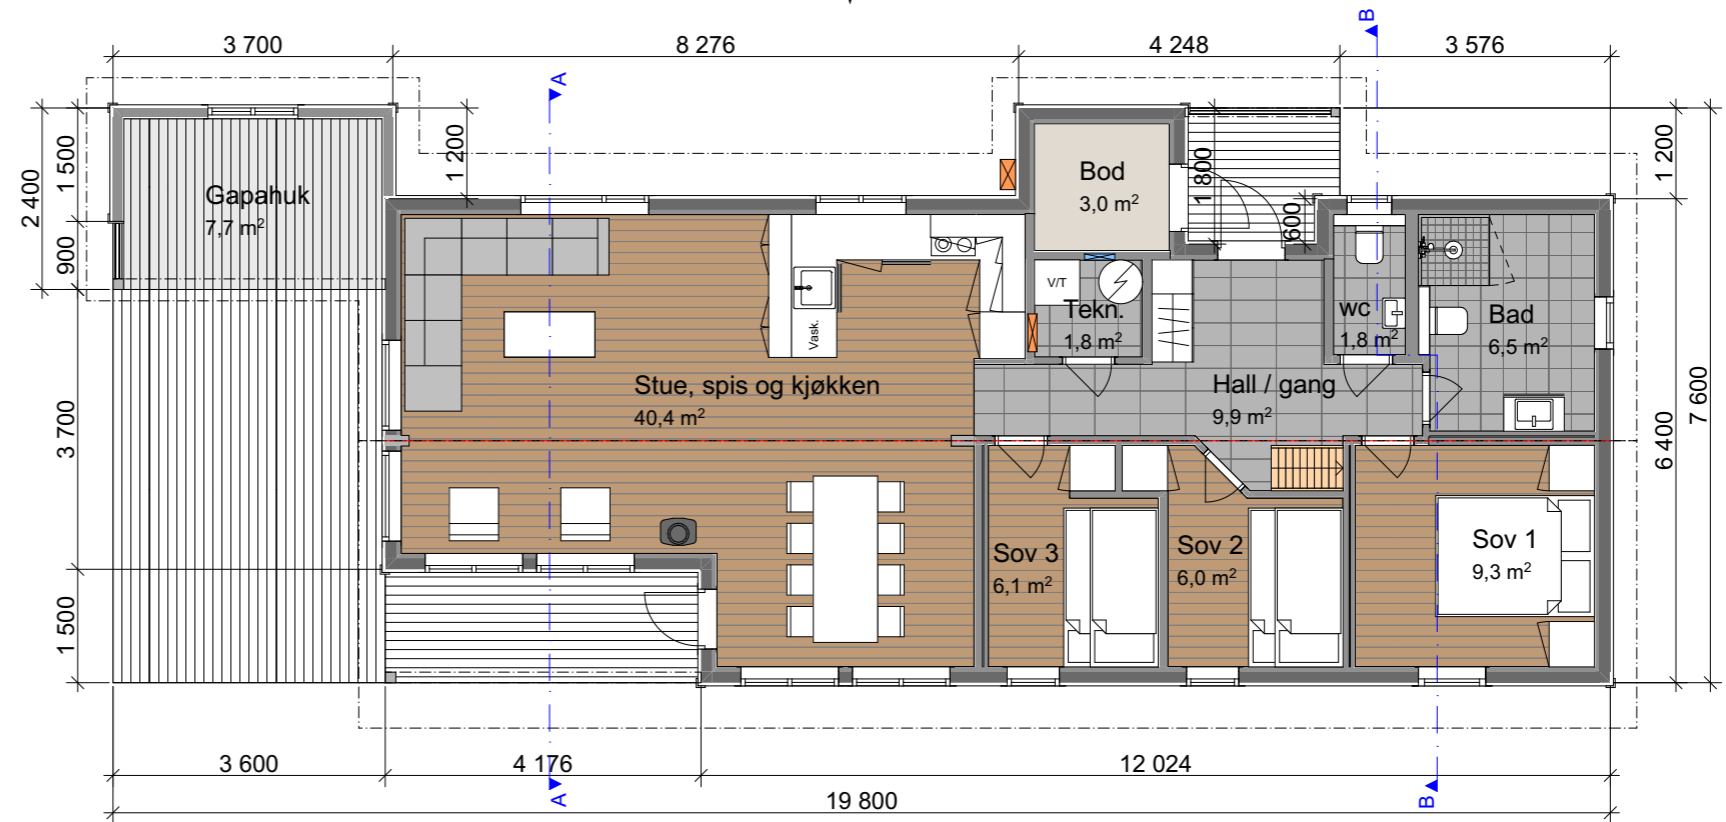 B
3 700
8 276
4 248
3 576
A
2 400
1 500
900
1 200
1 800
600
1 200
7 600
6 400
3 700
1 500
Gapahuk
7,7 m²
Bod
3,0 m²
V/T
Tekn.
1,8 m²
wc
1,8 m²
Bad
6,5 m²
Vask.
Stue, spis og kjøkken
40,4 m²
Hall / gang
9,9 m²
Sov 3
6,1 m²
Sov 2
6,0 m²
Sov 1
9,3 m²
3 600
4 176
12 024
A
B
19 800